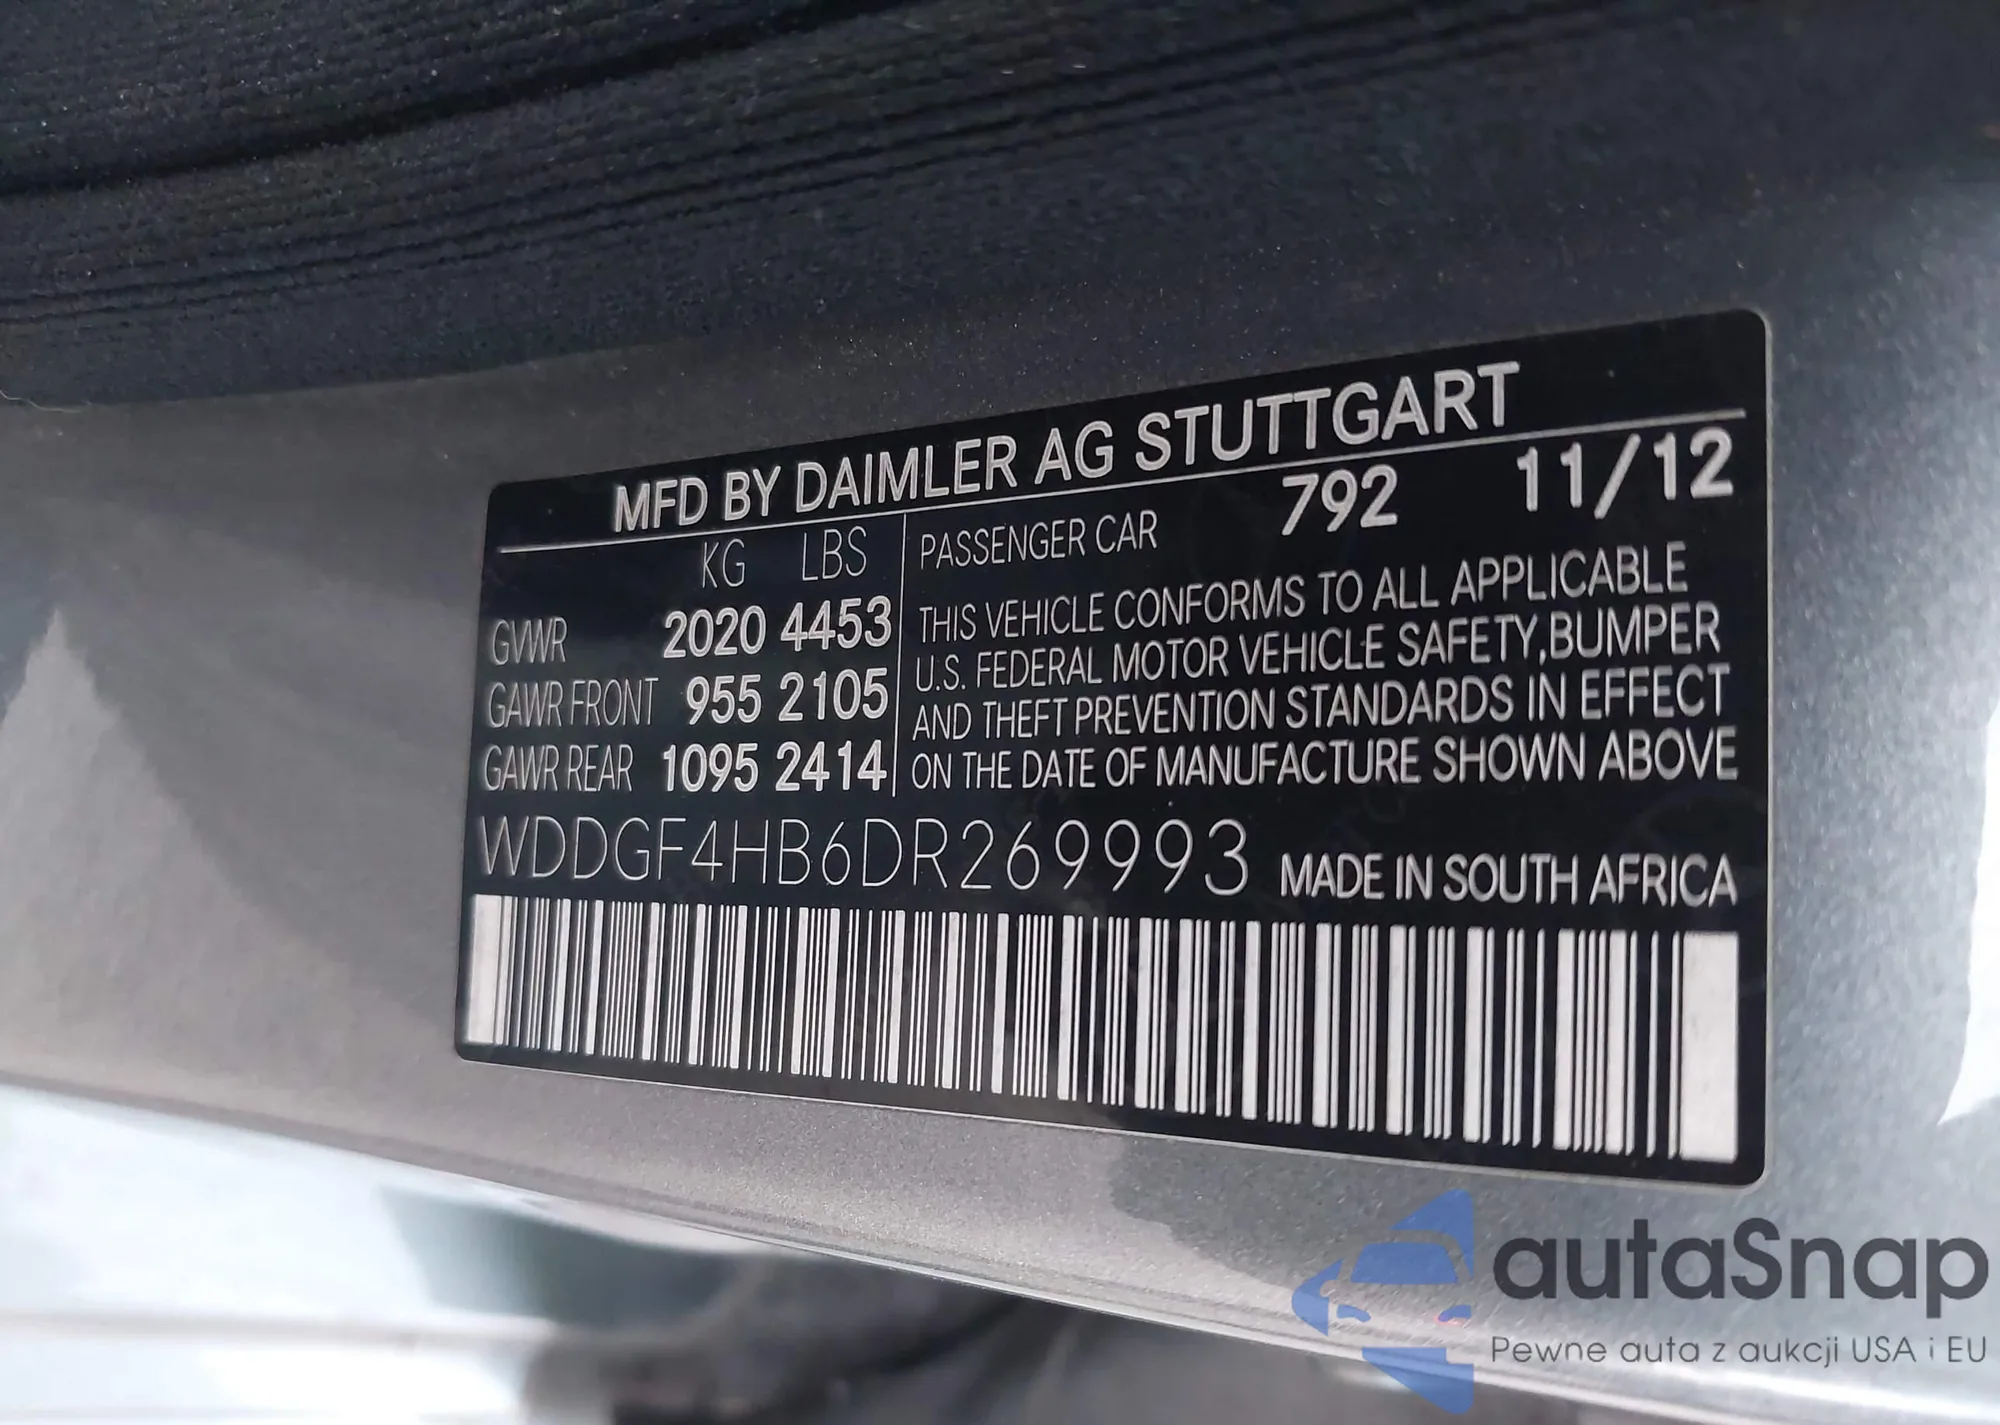 MFD BY DAIMLER AG STUTTGART
KG LBS
GVWR 2020 4453
GAWR FRONT 955 2105
GAWR REAR 1095 2414
PASSENGER CAR 792 11/12
THIS VEHICLE CONFORMS TO ALL APPLICABLE
U.S. FEDERAL MOTOR VEHICLE SAFETY,BUMPER
AND THEFT PREVENTION STANDARDS IN EFFECT
ON THE DATE OF MANUFACTURE SHOWN ABOVE
WDDGF4HB6DR269993 MADE IN SOUTH AFRICA
autaSnap
Pewne auta z aukcji USA i EU